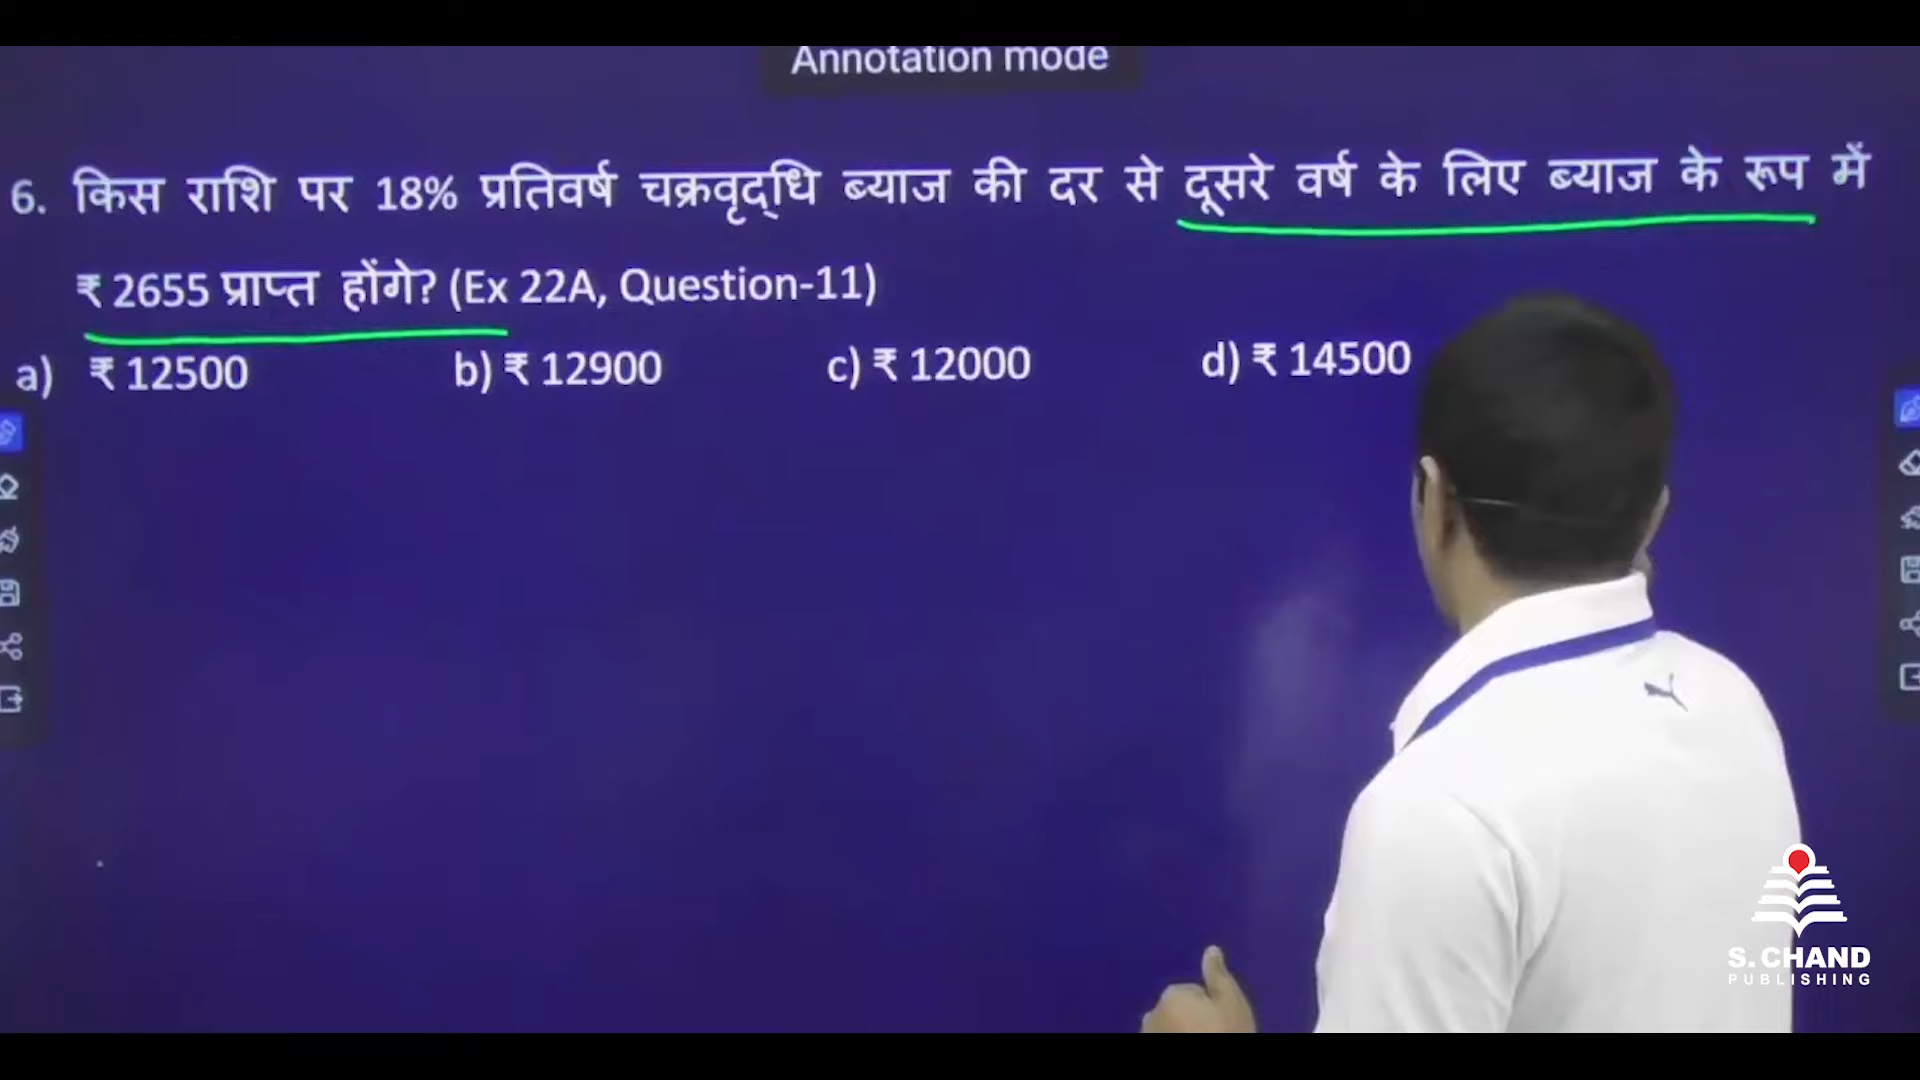 Annotation mode
6. किस राशि पर 18% प्रतिवर्ष चक्रवृद्धि ब्याज की दर से दूसरे वर्ष के लिए ब्याज के रूप में
₹ 2655 प्राप्त होंगे? (Ex 22A, Question-11)
a) ₹ 12500 b) ₹ 12900 c) ₹ 12000 d) ₹ 14500
S. CHAND
PUBLISHING